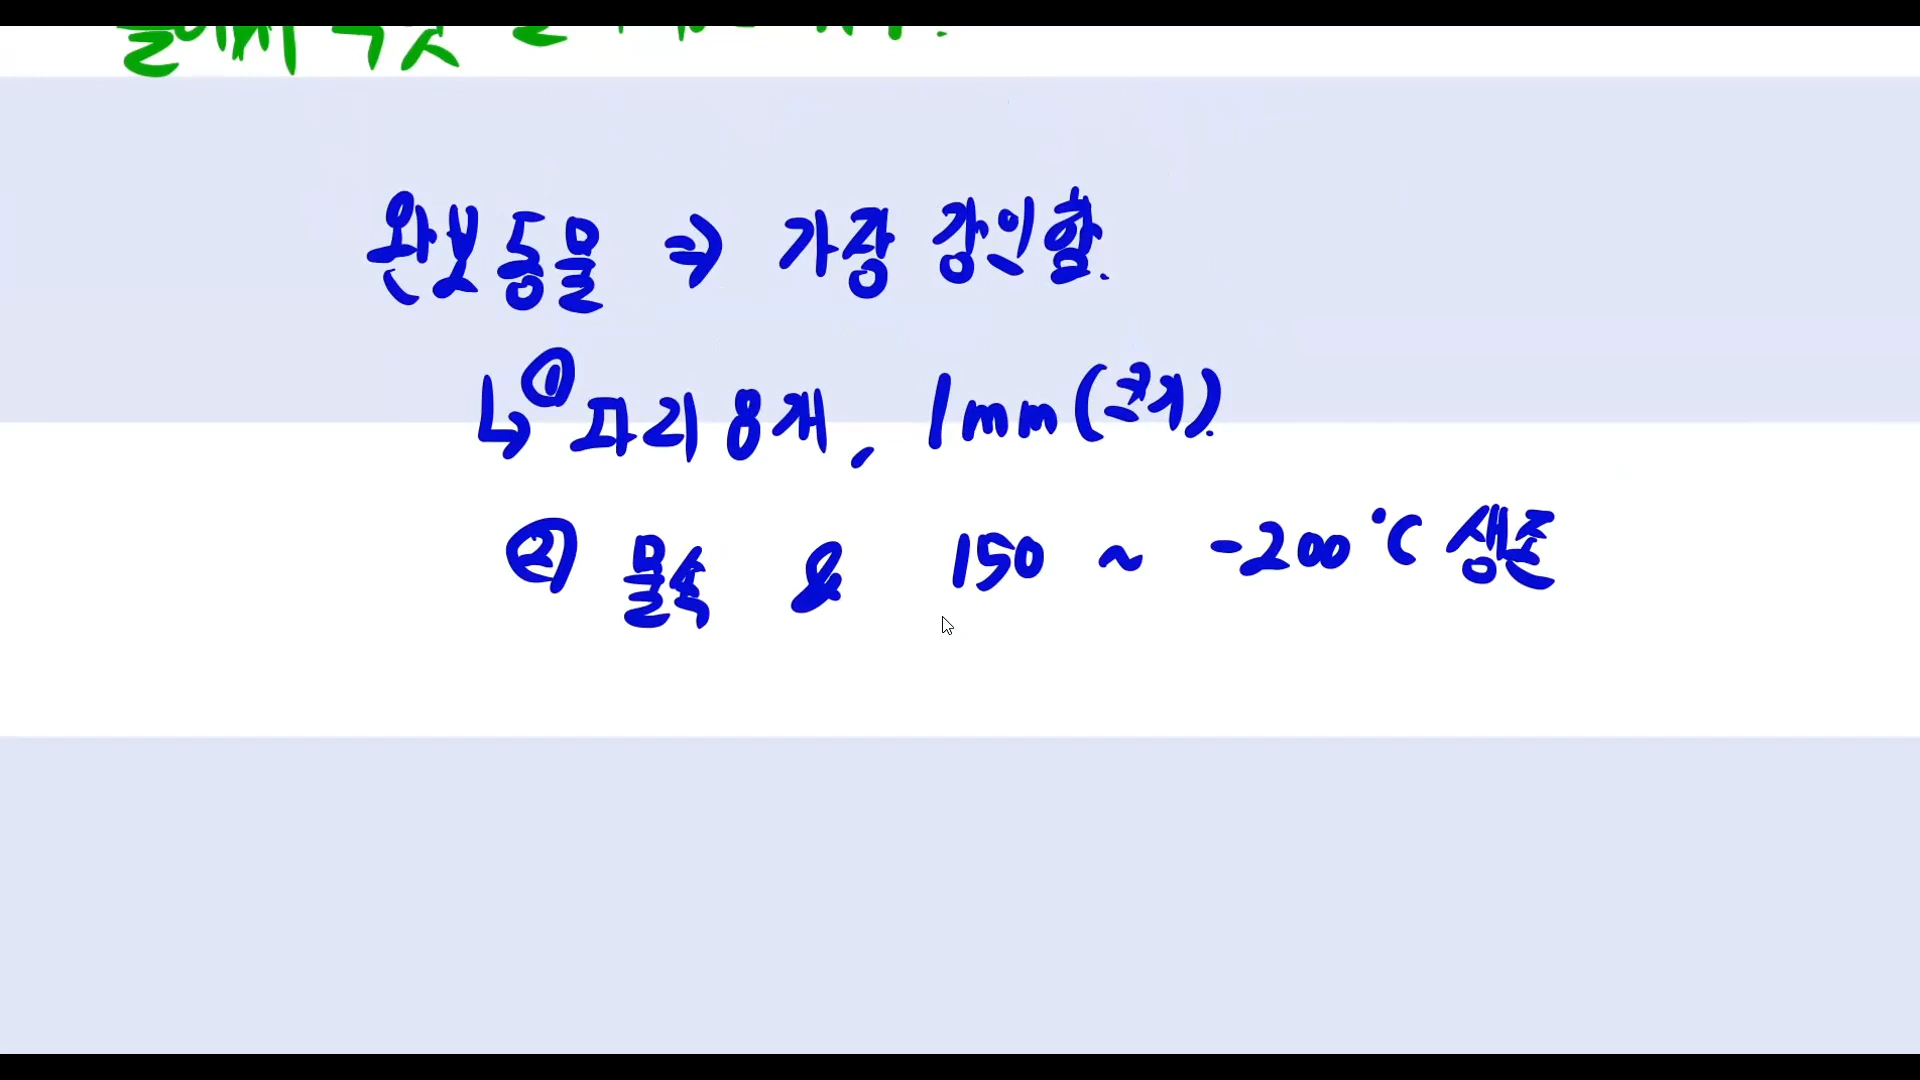 완보동물 ⇒ 가장 강인함.
↳ ① 다리 8개, 1mm (크기).
② 물속 & 150 ~ -200°C 생존